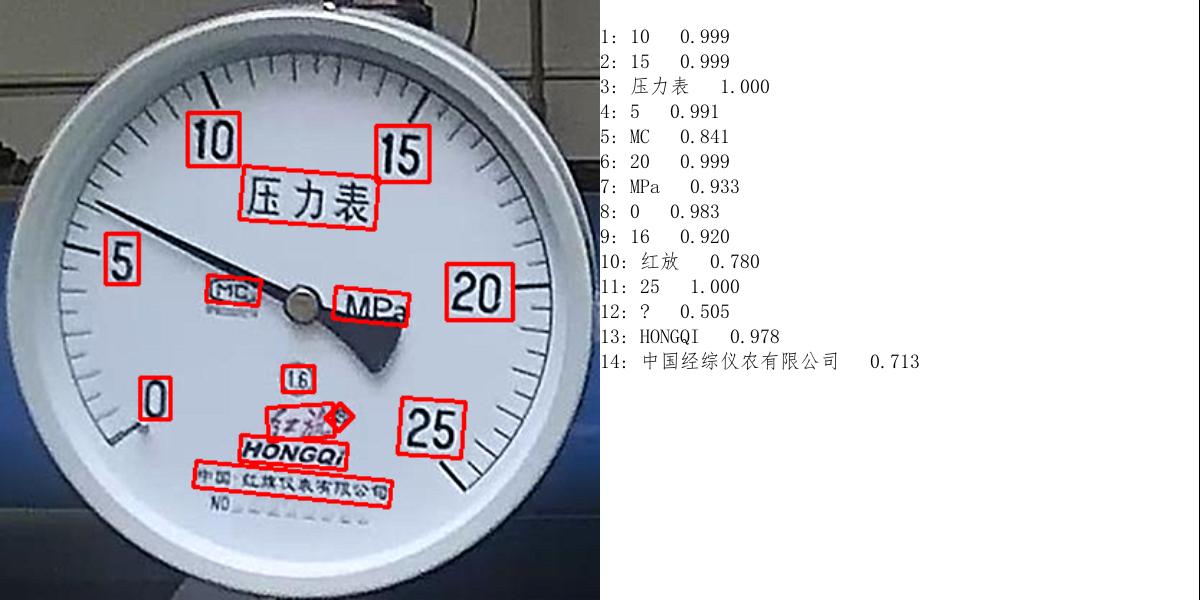 10
15
压力表
5
MC
20
MPa
0
1.6
红旗
25
HONGQi
中国·红旗仪表有限公司
NO
1: 10 0.999
2: 15 0.999
3: 压力表 1.000
4: 5 0.991
5: MC 0.841
6: 20 0.999
7: MPa 0.933
8: 0 0.983
9: 16 0.920
10: 红放 0.780
11: 25 1.000
12: ? 0.505
13: HONGQI 0.978
14: 中国经综仪农有限公司 0.713